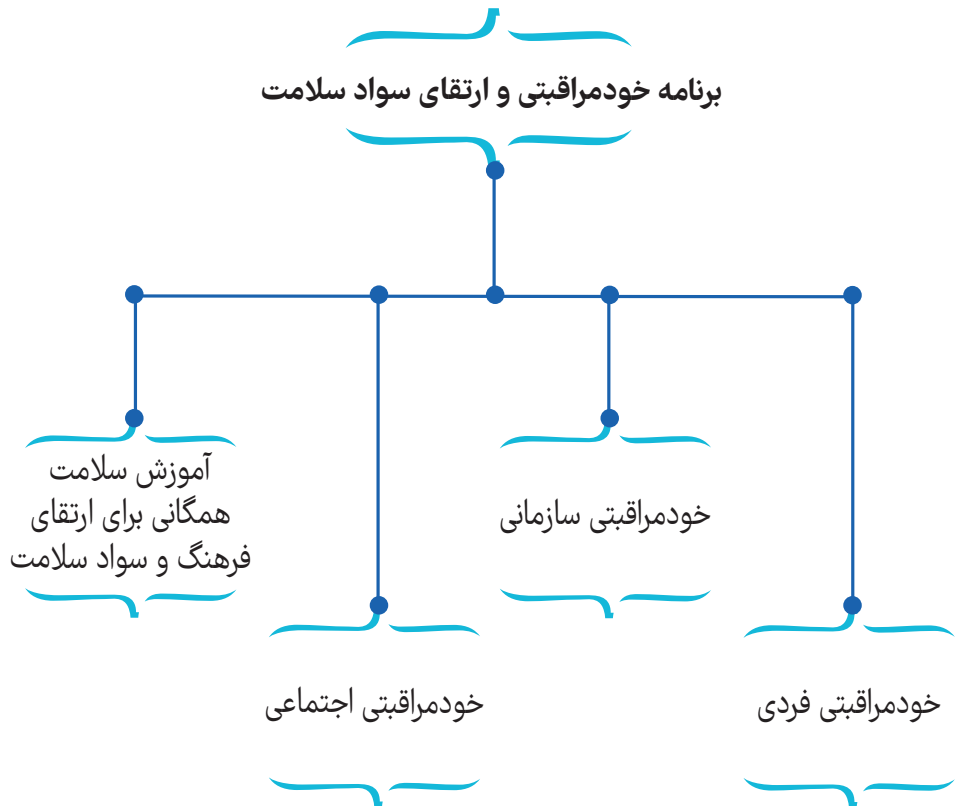 برنامه خودمراقبتی و ارتقای سواد سلامت
خودمراقبتی فردی
خودمراقبتی سازمانی
خودمراقبتی اجتماعی
آموزش سلامت
همگانی برای ارتقای
فرهنگ و سواد سلامت